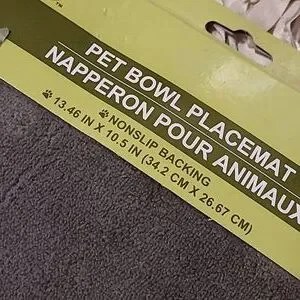 ™
PET BOWL PLACEMAT
NAPPERON POUR ANIMAUX
NONSLIP BACKING
13.46 IN X 10.5 IN (34.2 CM X 26.67 CM)